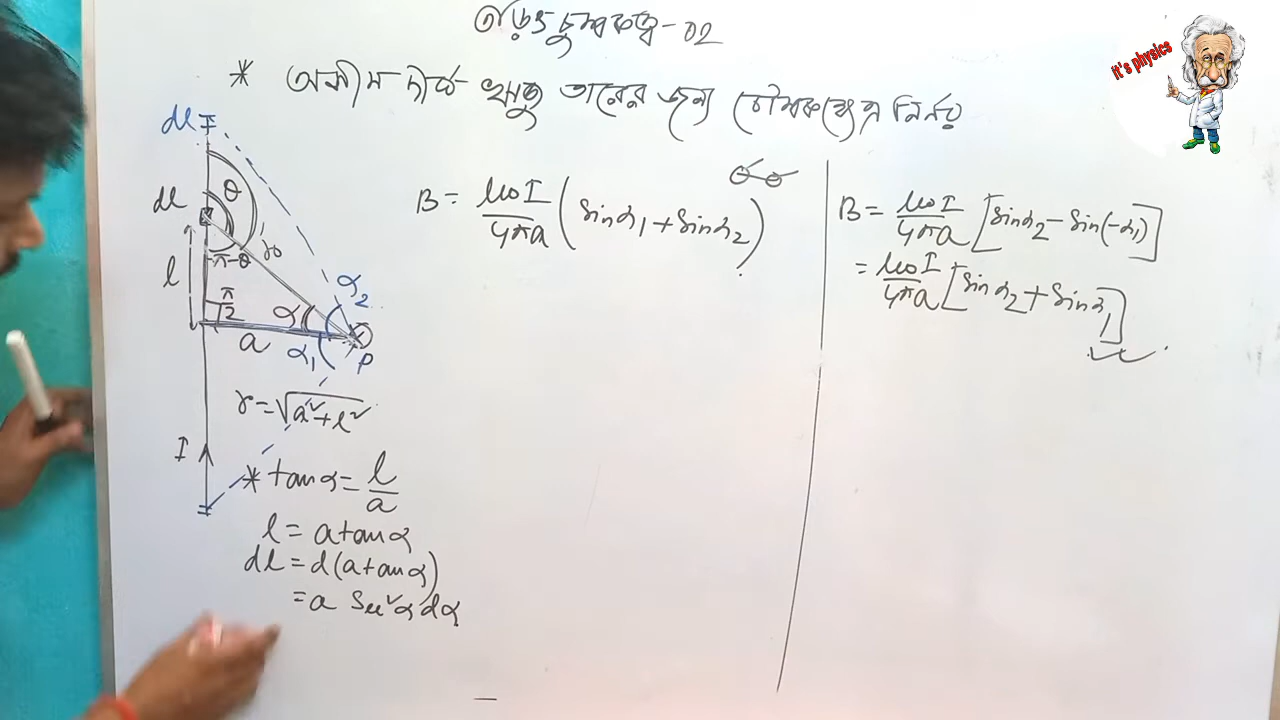 তড়িৎ চুম্বকত্ব - 02
* অসীম দীর্ঘ ঋজু তারের জন্য চৌম্বকক্ষেত্র নির্নয়
it's physics
dl
dl
θ
r
π-θ
l
π/2
α
α₂
a
α₁
P
r = √(a² + l²)
I
* tanα = l/a
l = a tanα
dl = d(a tanα)
= a sec²α dα
B = μ₀I/4πa (sinα₁ + sinα₂)
B = μ₀I/4πa [sinα₂ - sin(-α₁)]
= μ₀I/4πa [sinα₂ + sinα₁]